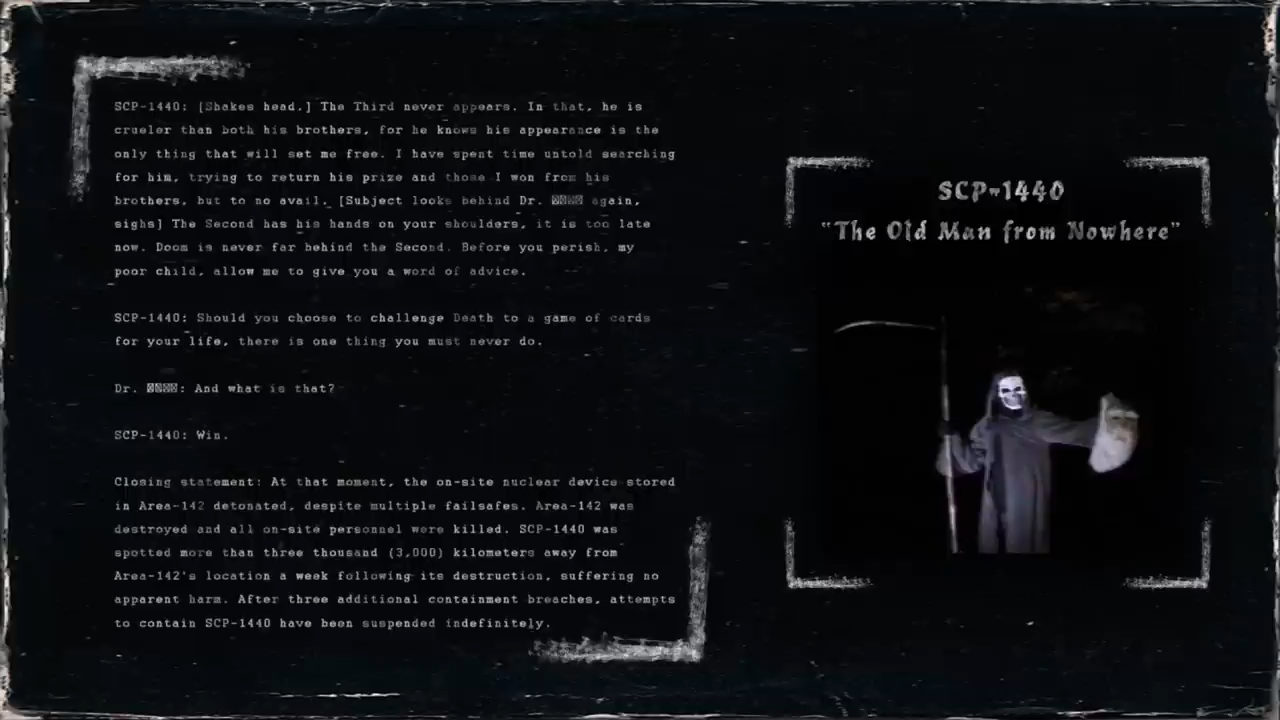 SCP-1440: [Shakes head.] The Third never appears. In that, he is
crueler than both his brothers, for he knows his appearance is the
only thing that will set me free. I have spent time untold searching
for him, trying to return his prize and those I won from his
brothers, but to no avail. [Subject looks behind Dr. again,
sighs] The Second has his hands on your shoulders, it is too late
now. Doom is never far behind the Second. Before you perish, my
poor child, allow me to give you a word of advice.
SCP-1440: Should you choose to challenge Death to a game of cards
for your life, there is one thing you must never do.
Dr. : And what is that?
SCP-1440: Win.
Closing statement: At that moment, the on-site nuclear device stored
in Area-142 detonated, despite multiple failsafes. Area-142 was
destroyed and all on-site personnel were killed. SCP-1440 was
spotted more than three thousand (3,000) kilometers away from
Area-142's location a week following its destruction, suffering no
apparent harm. After three additional containment breaches, attempts
to contain SCP-1440 have been suspended indefinitely.
SCP-1440
"The Old Man from Nowhere"